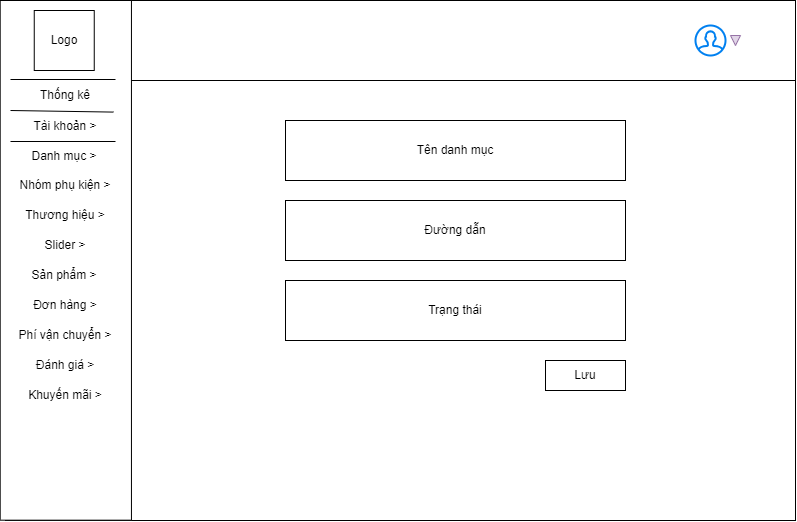 Logo
Thống kê
Tài khoản >
Danh mục >
Nhóm phụ kiện >
Thương hiệu >
Slider >
Sản phẩm >
Đơn hàng >
Phí vận chuyển >
Đánh giá >
Khuyến mãi >
Tên danh mục
Đường dẫn
Trạng thái
Lưu